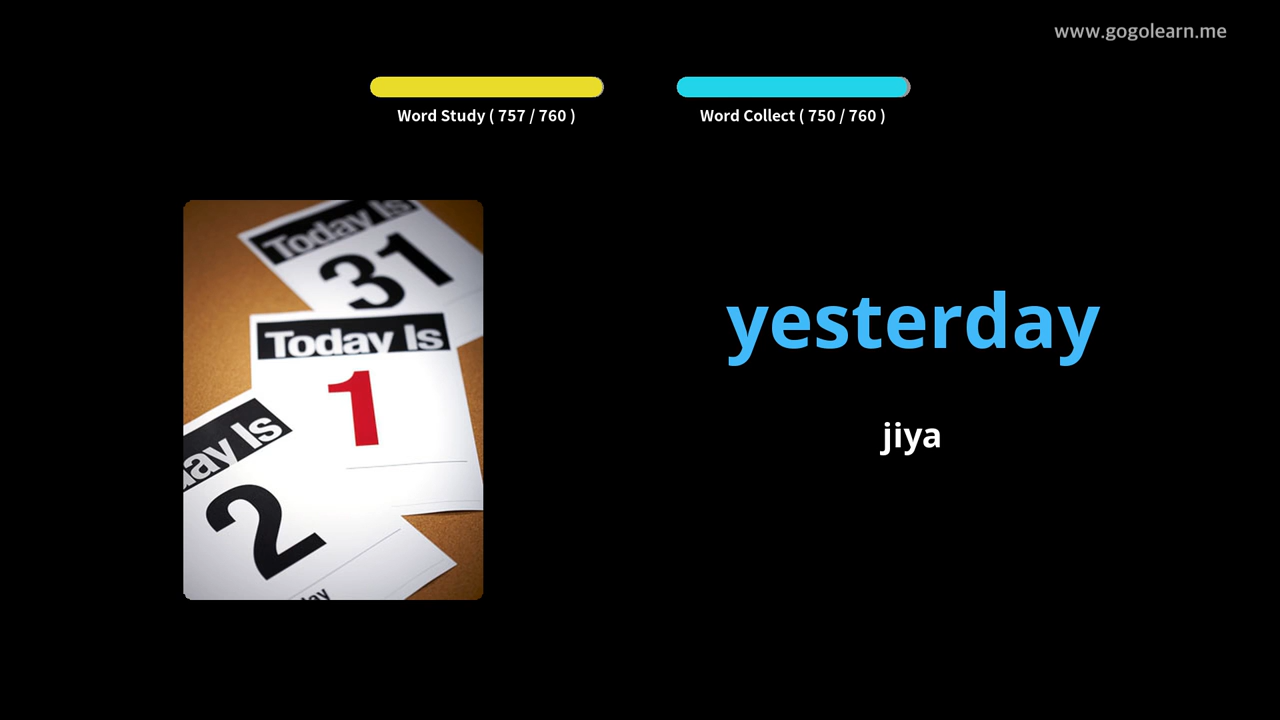 www.gogolearn.me
Word Study ( 757 / 760 )
Word Collect ( 750 / 760 )
Today Is
31
Today Is
1
ay Is
2
yesterday
jiya